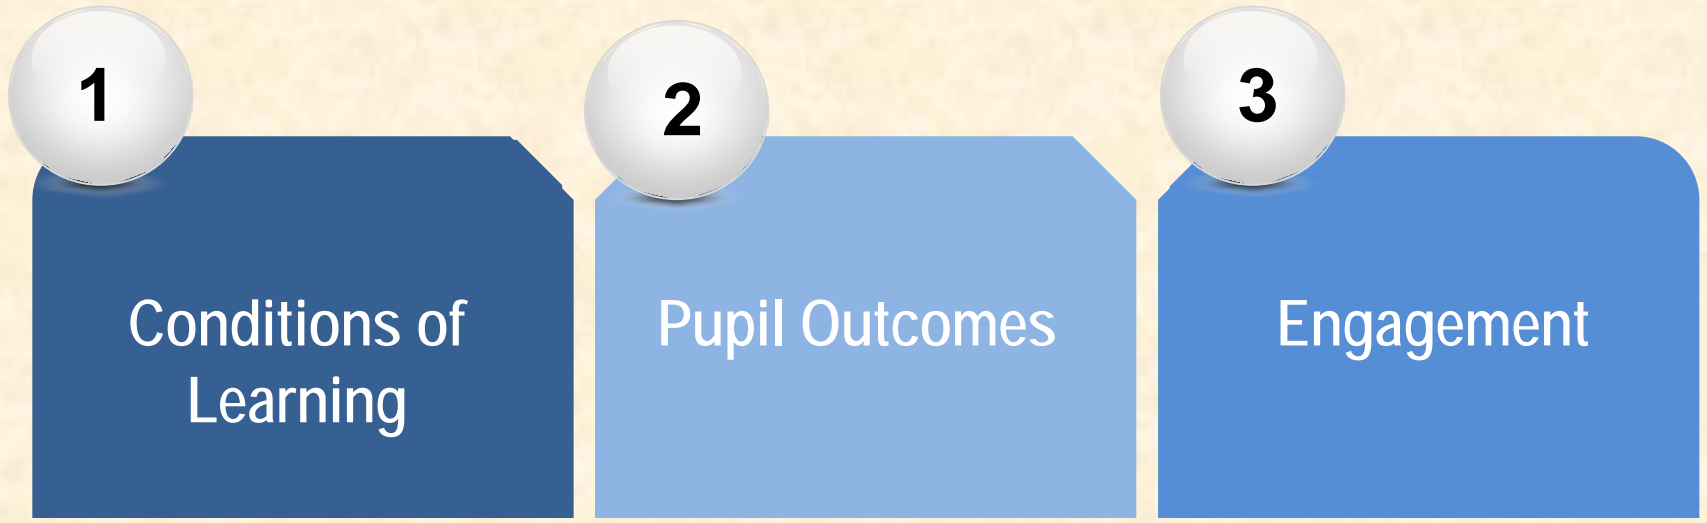 1
Conditions of
Learning
2
Pupil Outcomes
3
Engagement